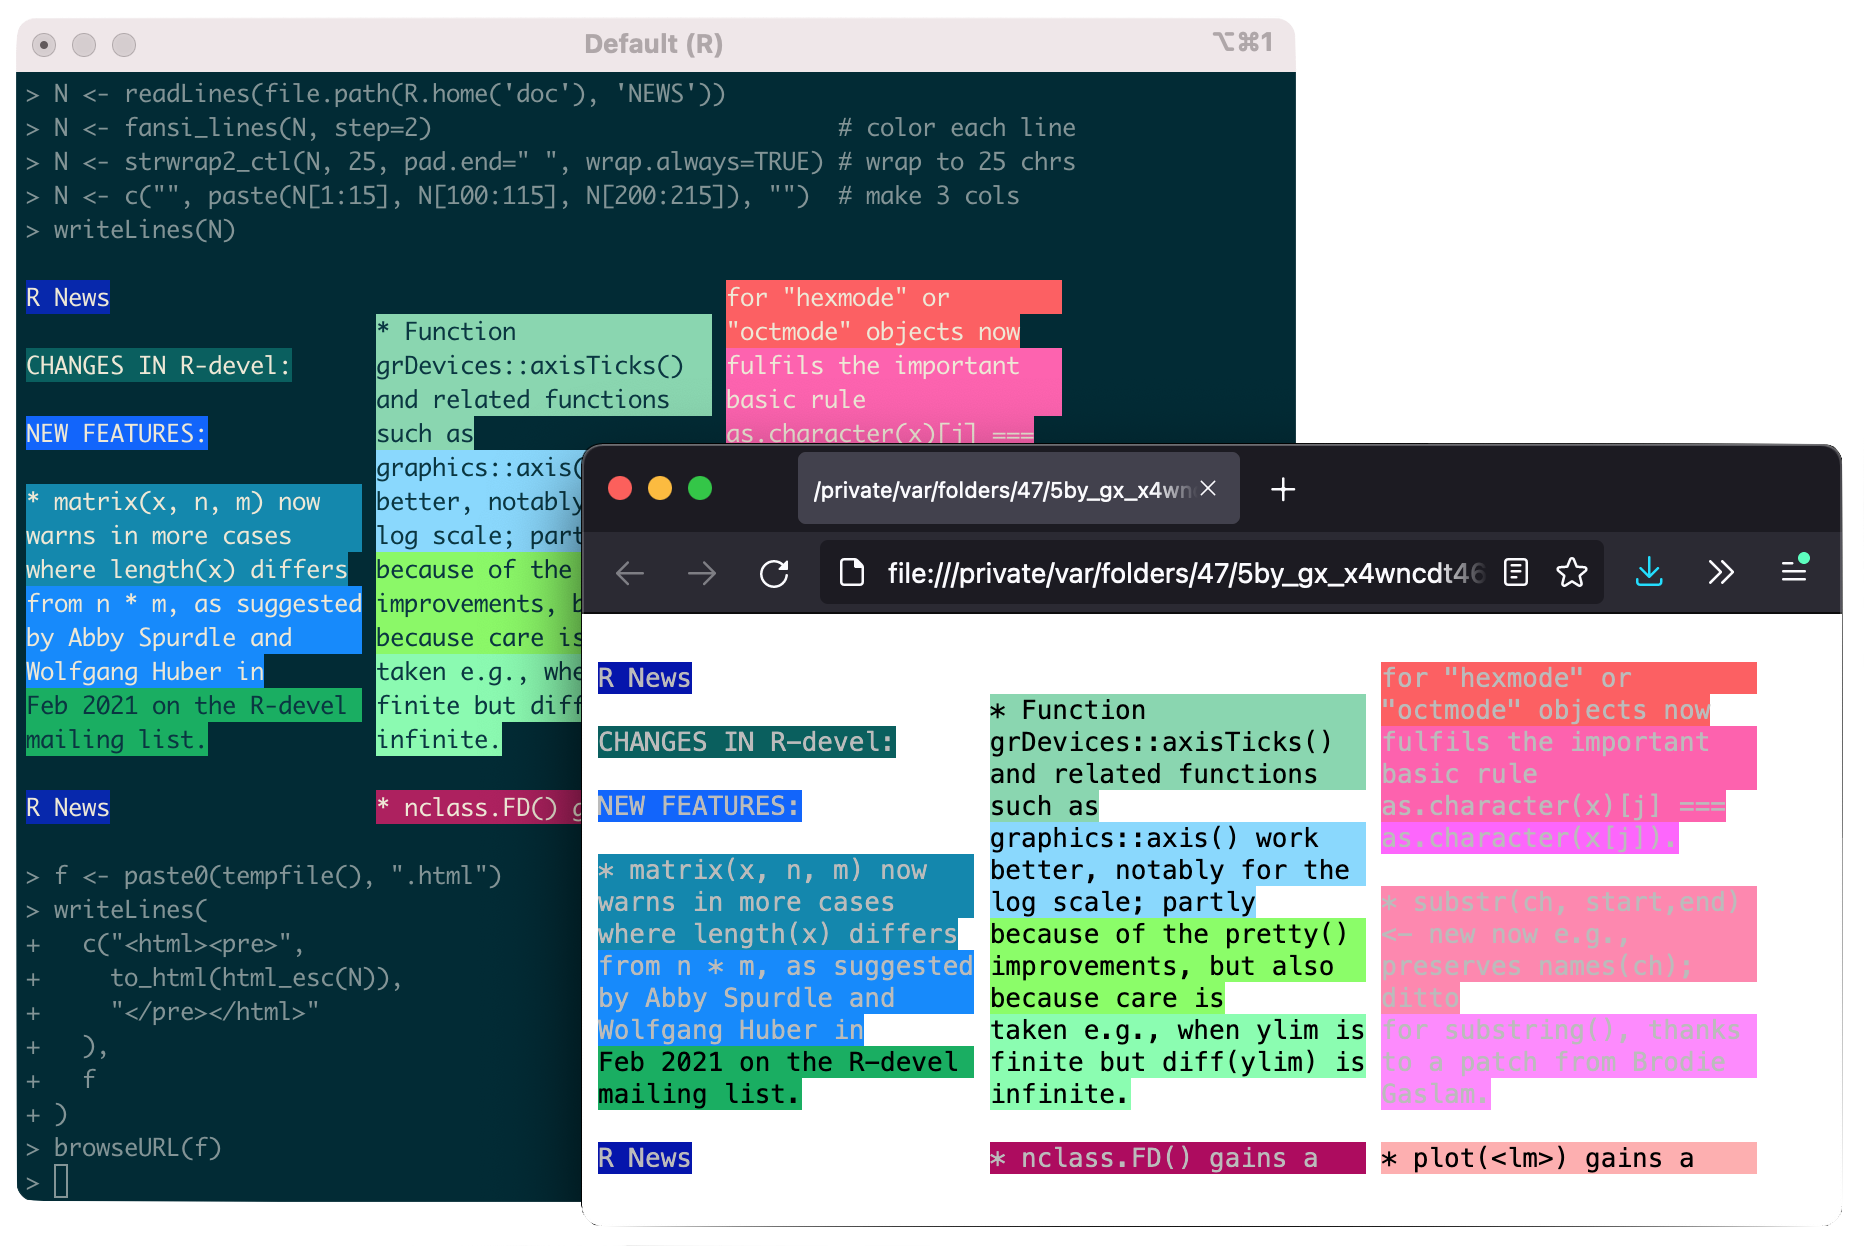 Default (R)
⌥⌘1
> N <- readLines(file.path(R.home('doc'), 'NEWS'))
> N <- fansi_lines(N, step=2) # color each line
> N <- strwrap2_ctl(N, 25, pad.end=" ", wrap.always=TRUE) # wrap to 25 chrs
> N <- c("", paste(N[1:15], N[100:115], N[200:215]), "") # make 3 cols
> writeLines(N)
R News
CHANGES IN R-devel:
NEW FEATURES:
* matrix(x, n, m) now
warns in more cases
where length(x) differs
from n * m, as suggested
by Abby Spurdle and
Wolfgang Huber in
Feb 2021 on the R-devel
mailing list.
R News
* Function
grDevices::axisTicks()
and related functions
such as
graphics::axis(
better, notably
log scale; part
because of the
improvements, b
because care is
taken e.g., whe
finite but diff
infinite.
* nclass.FD() g
for "hexmode" or
"octmode" objects now
fulfils the important
basic rule
as.character(x)[j] ===
> f <- paste0(tempfile(), ".html")
> writeLines(
+ c("<html><pre>",
+ to_html(html_esc(N)),
+ "</pre></html>"
+ ),
+ f
+ )
> browseURL(f)
>
/private/var/folders/47/5by_gx_x4wn
file:///private/var/folders/47/5by_gx_x4wncdt46
R News
CHANGES IN R-devel:
NEW FEATURES:
* matrix(x, n, m) now
warns in more cases
where length(x) differs
from n * m, as suggested
by Abby Spurdle and
Wolfgang Huber in
Feb 2021 on the R-devel
mailing list.
R News
* Function
grDevices::axisTicks()
and related functions
such as
graphics::axis() work
better, notably for the
log scale; partly
because of the pretty()
improvements, but also
because care is
taken e.g., when ylim is
finite but diff(ylim) is
infinite.
* nclass.FD() gains a
for "hexmode" or
"octmode" objects now
fulfils the important
basic rule
as.character(x)[j] ===
as.character(x[j]).
* substr(ch, start,end)
<- new now e.g.,
preserves names(ch);
ditto
for substring(), thanks
to a patch from Brodie
Gaslam.
* plot(<lm>) gains a